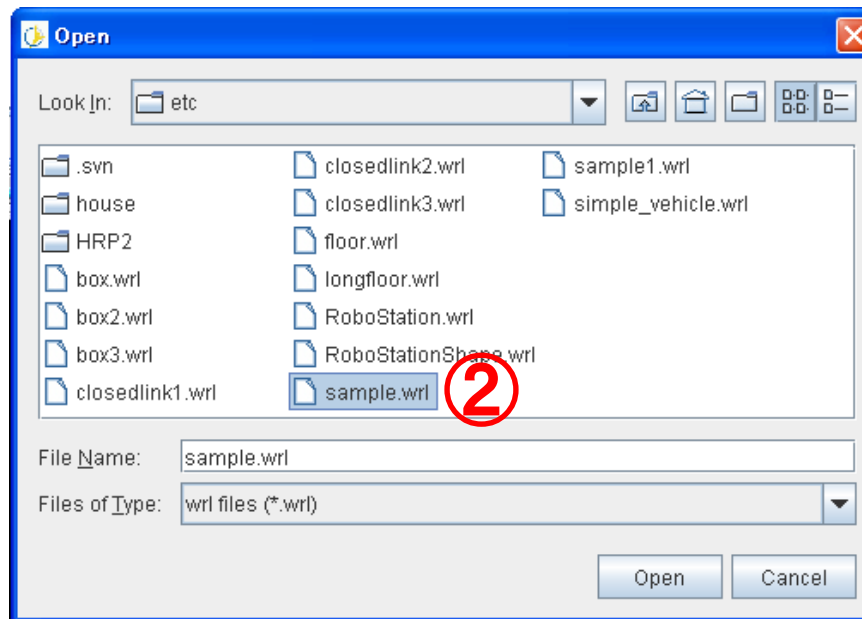 Open
Look In: etc
.svn
house
HRP2
box.wrl
box2.wrl
box3.wrl
closedlink1.wrl
closedlink2.wrl
closedlink3.wrl
floor.wrl
longfloor.wrl
RoboStation.wrl
RoboStationShape.wrl
sample.wrl
②
sample1.wrl
simple_vehicle.wrl
File Name: sample.wrl
Files of Type: wrl files (*.wrl)
Open Cancel